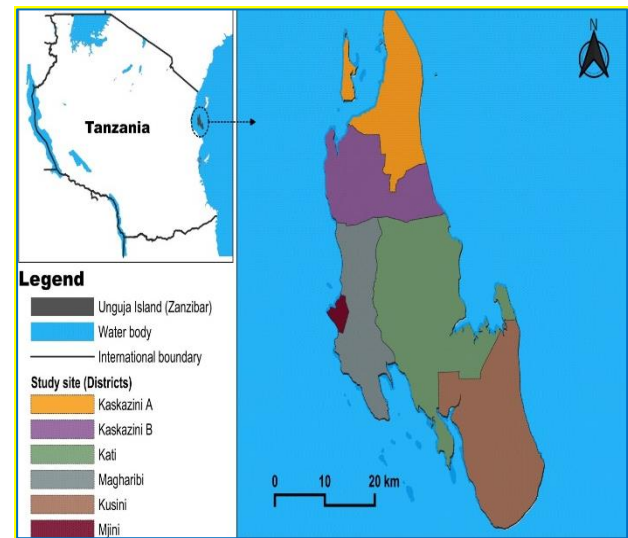 Tanzania
N
Legend
Unguja Island (Zanzibar)
Water body
International boundary
Study site (Districts)
Kaskazini A
Kaskazini B
Kati
Magharibi
Kusini
Mjini
0 10 20 km